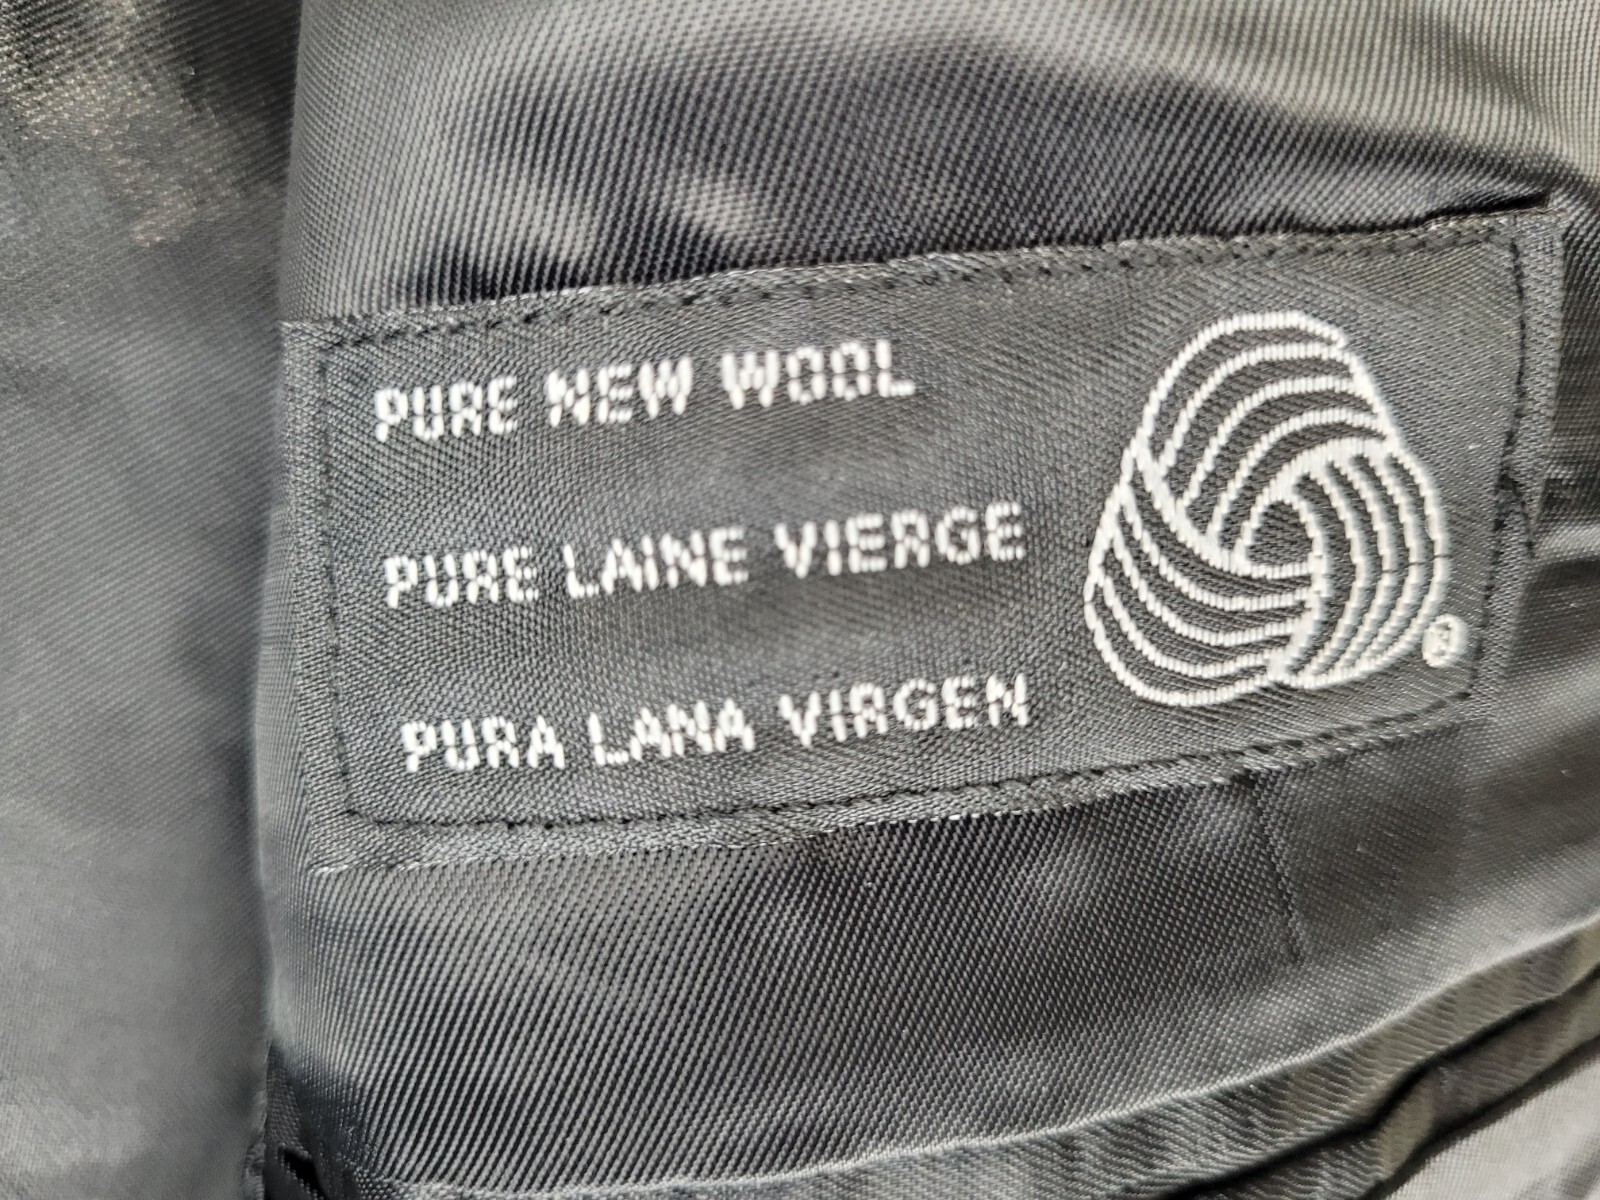 PURE NEW WOOL
PURE LAINE VIERGE
PURA LANA VIRGEN
®